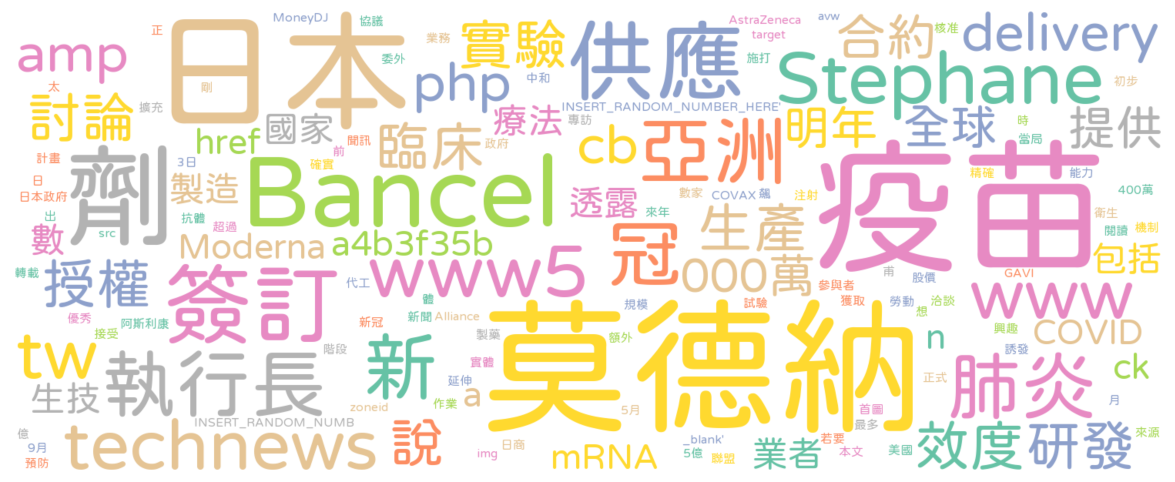 MoneyDJ
協議
正
amp
日本
業務
委外
實驗
供應
AstraZeneca
target
avw
合約
核准
delivery
太
剛
php
中和
施打
Stephane
初步
討論
擴充
國家
INSERT_RANDOM_NUMBER_HERE'
療法
專訪
明年
全球
時
當局
提供
href
開訊
前
臨床
政府
cb
亞洲
計畫
3日
確實
精確
能力
劑
日
日本政府
製造
Bancel
數家
COVAX
飆
注射
疫苗
400萬
出
src
抗體
超過
透露
來年
生產
衛生
閱讀
機制
數
Moderna
a4b3f35b
冠
包括
轉載
授權
簽訂
www5
000萬
甫
股價
GAVI
代工
體
參與者
www
優秀
接受
阿斯利康
新冠
新聞
Alliance
規模
額外
試驗
獲取
勞動
洽談
想
興趣
COVID
tw
執行長
階段
新
製藥
莫德納
n
誘發
生技
實體
延伸
作業
a
正式
肺炎
ck
月
zoneid
5月
首圖
最多
INSERT_RANDOM_NUMB
億
9月
預防
technews
說
日商
img
mRNA
_blank'
5億
聯盟
業者
若要
本文
美國
效度
研發
來源